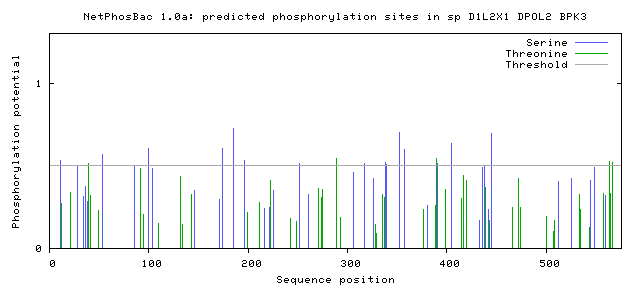 NetPhosBac 1.0a: predicted phosphorylation sites in sp D1L2X1 DPOL2 BPK3
Serine
Threonine
Threshold
Phosphorylation potential
1
0
0 100 200 300 400 500
Sequence position